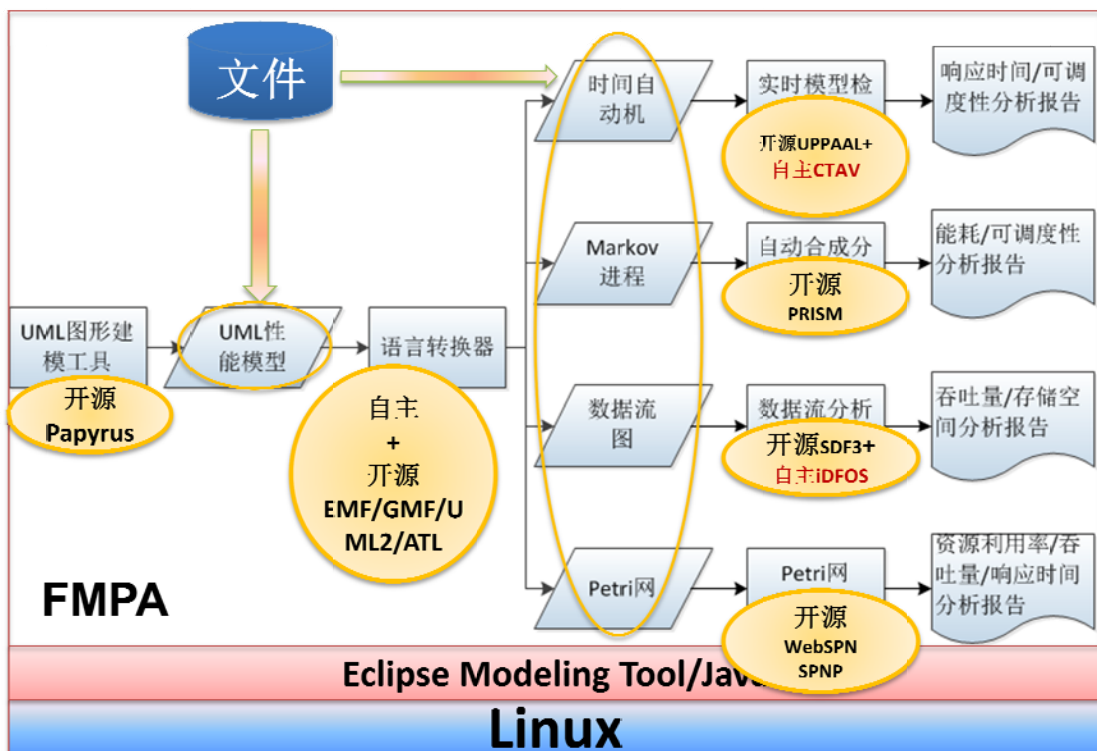 文件
时间自
动机
实时模型检
开源UPPAAL+
自主CTAV
响应时间/可调
度性分析报告
Markov
进程
自动合成分
开源
PRISM
能耗/可调度性
分析报告
UML图形建
模工具
开源
Papyrus
UML性
能模型
语言转换器
自主
+
开源
EMF/GMF/U
ML2/ATL
数据流
图
数据流分析
开源SDF3+
自主iDFOS
吞吐量/存储空
间分析报告
Petri网
Petri网
开源
WebSPN
SPNP
资源利用率/吞
吐量/响应时间
分析报告
FMPA
Eclipse Modeling Tool/Java
Linux